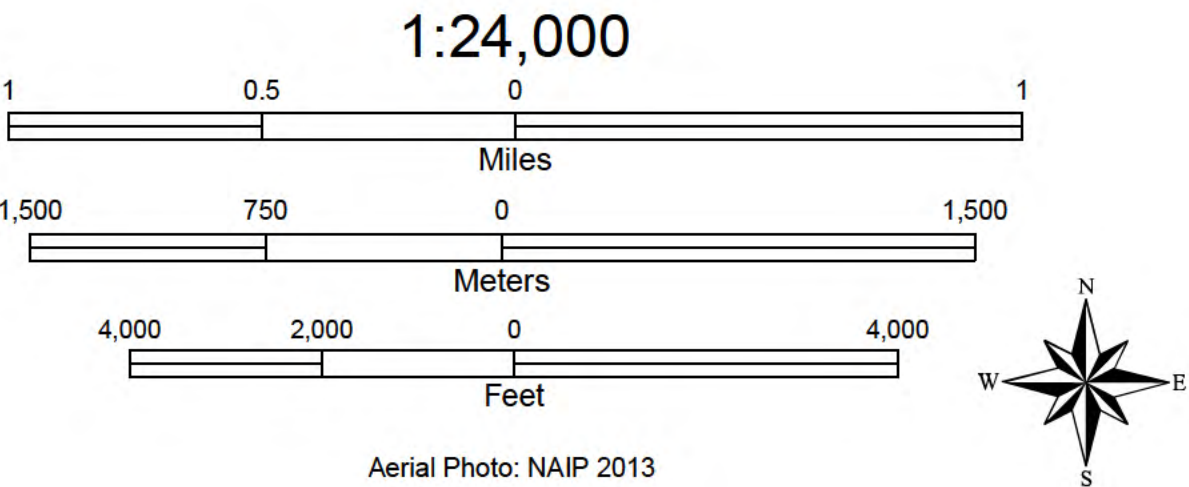 1:24,000
1 0.5 0 1
Miles
1,500 750 0 1,500
Meters
4,000 2,000 0 4,000
Feet
N
W E
S
Aerial Photo: NAIP 2013